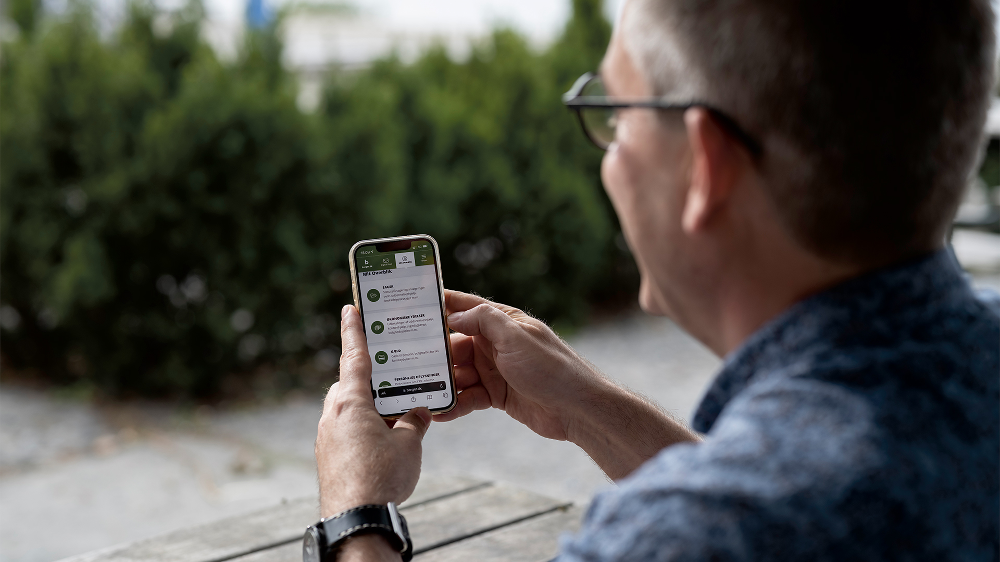 15.09
5G
borger.dk
Digital Post
Mit Overblik
Menu
Mit Overblik
SAGER
Status på sager og ansøgninger
vedr. uddannelseshjælp,
beskæftigelsessager m.m.
ØKONOMISKE YDELSER
Udbetalinger af uddannelseshjælp,
kontanthjælp, sygedagpenge,
ledighedsydelse m.m.
GÆLD
Gæld til pension, boligstøtte, barsel,
familieydelser m.m.
PERSONLIGE OPLYSNINGER
Oplysninger om CPR, adresse
AA
borger.dk